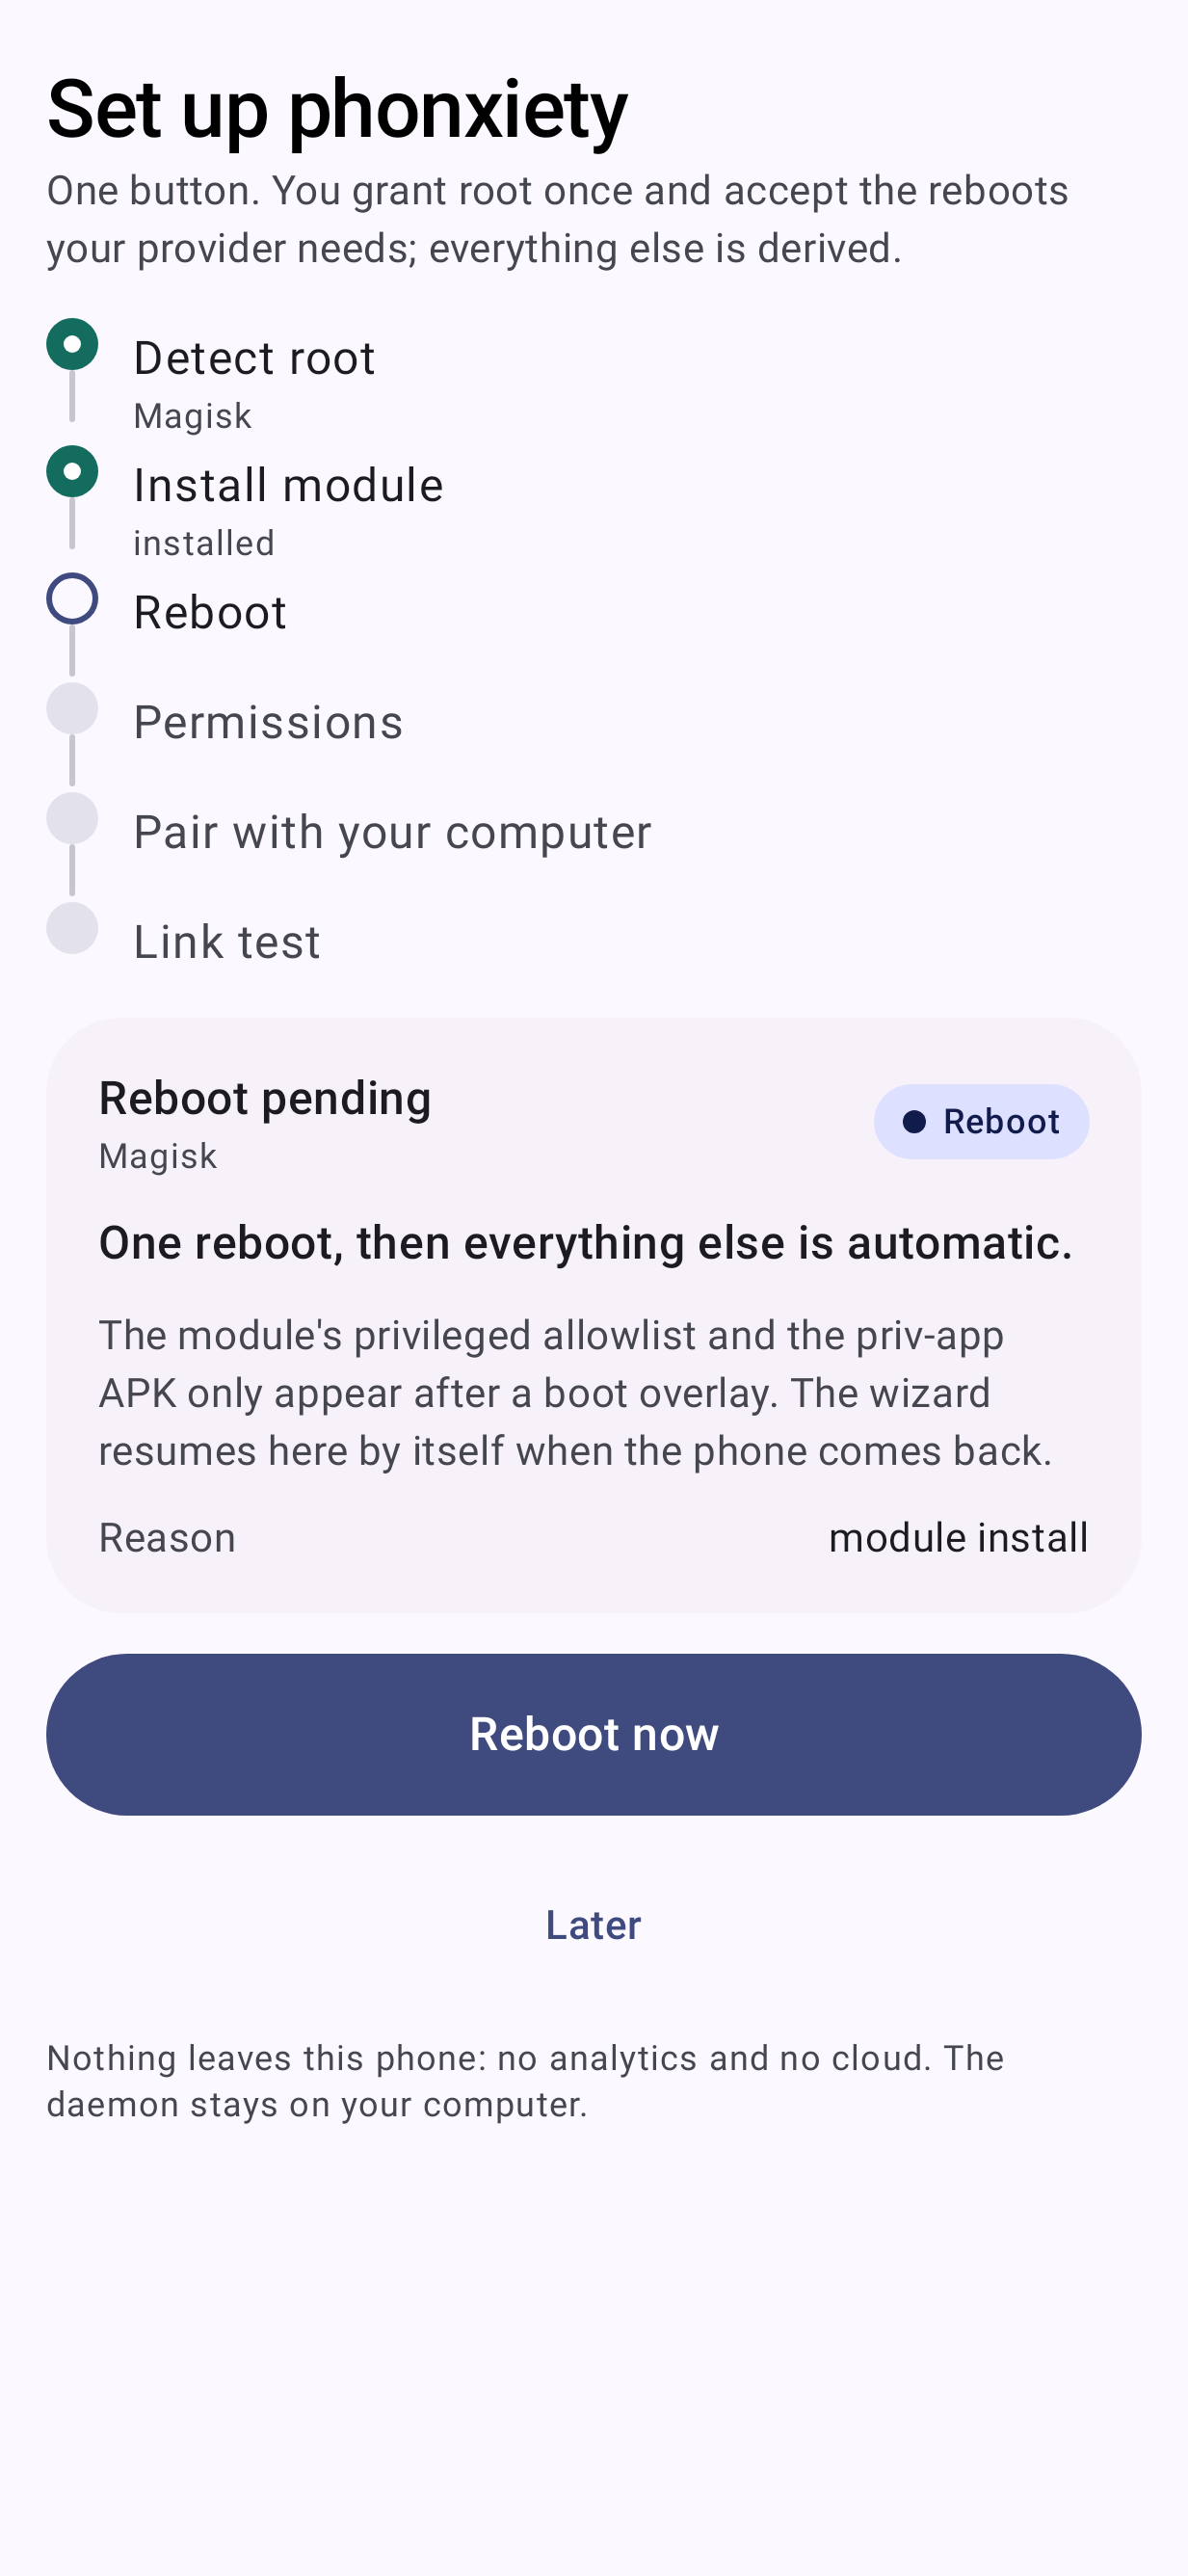 Set up phonxiety
One button. You grant root once and accept the reboots
your provider needs; everything else is derived.
Detect root
Magisk
Install module
installed
Reboot
Permissions
Pair with your computer
Link test
Reboot pending
Magisk
Reboot
One reboot, then everything else is automatic.
The module's privileged allowlist and the priv-app
APK only appear after a boot overlay. The wizard
resumes here by itself when the phone comes back.
Reason
module install
Reboot now
Later
Nothing leaves this phone: no analytics and no cloud. The
daemon stays on your computer.